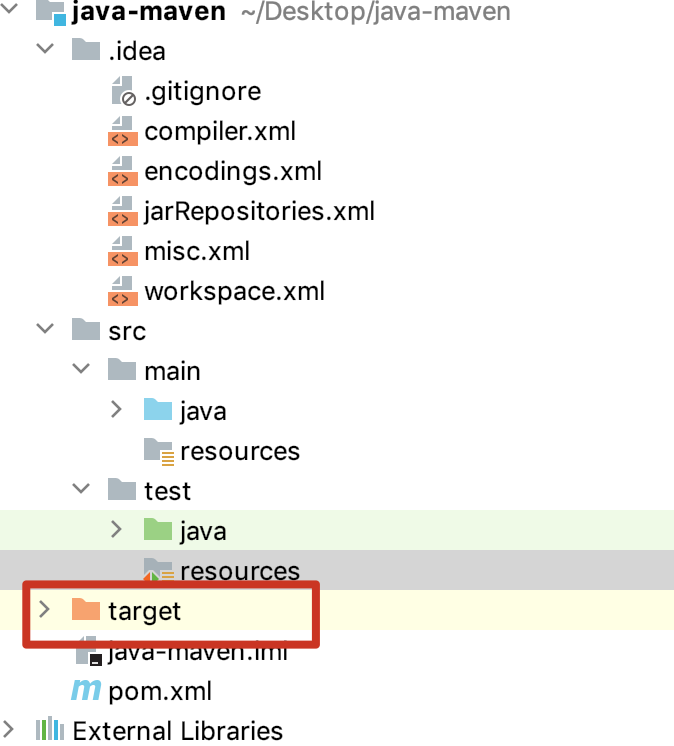 java-maven ~/Desktop/java-maven
.idea
.gitignore
compiler.xml
encodings.xml
jarRepositories.xml
misc.xml
workspace.xml
src
main
java
resources
test
java
resources
target
java-maven.iml
pom.xml
External Libraries